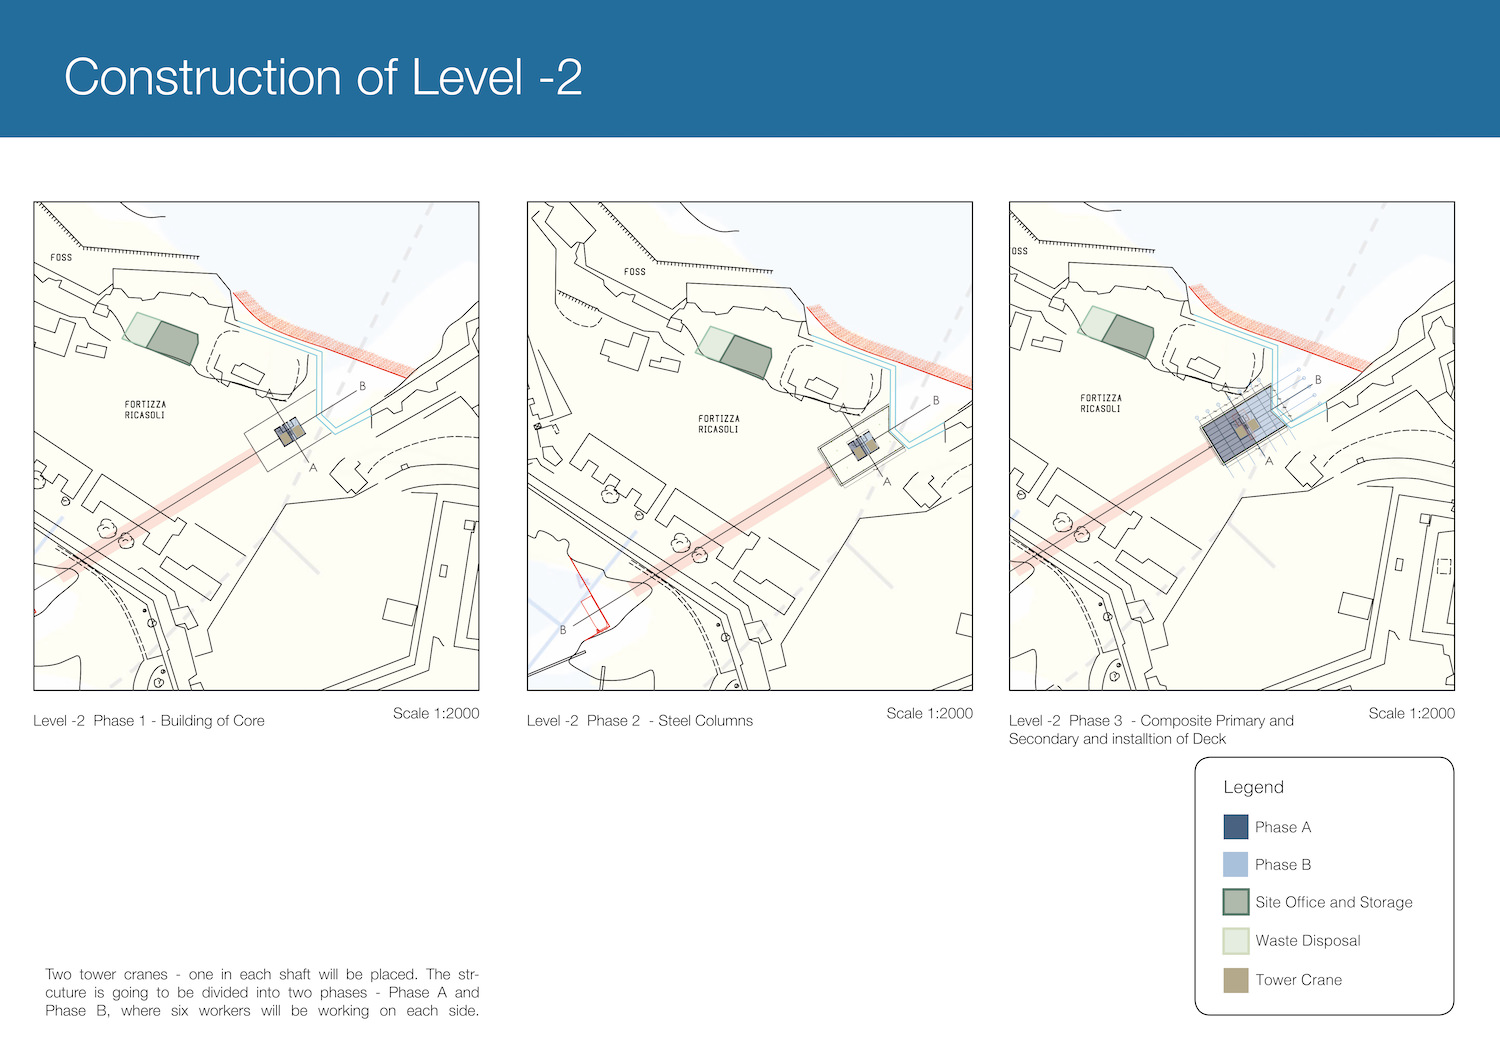 Construction of Level -2
FOSS
FORTIZZA
RICASOLI
A
B
A
Level -2 Phase 1 - Building of Core
Scale 1:2000
FOSS
FORTIZZA
RICASOLI
A
B
A
B
Level -2 Phase 2 - Steel Columns
Scale 1:2000
OSS
FORTIZZA
RICASOLI
A
B
A
Level -2 Phase 3 - Composite Primary and
Secondary and installtion of Deck
Scale 1:2000
Legend
Phase A
Phase B
Site Office and Storage
Waste Disposal
Tower Crane
Two tower cranes - one in each shaft will be placed. The str-
cuture is going to be divided into two phases - Phase A and
Phase B, where six workers will be working on each side.